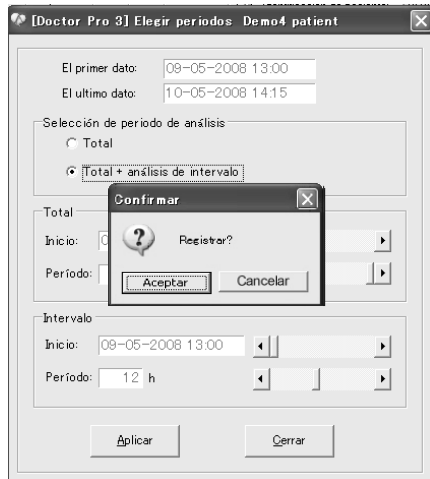 [Doctor Pro 3] Elegir periodos Demo4 patient
El primer dato: 09-05-2008 13:00
El ultimo dato: 10-05-2008 14:15
Selección de periodo de análisis
Total
Total + análisis de intervalo
Confirmar
Total
Inicio: 0
Registrar?
Período:
Aceptar Cancelar
Intervalo
Inicio: 09-05-2008 13:00
Período: 12 h
Aplicar Cerrar